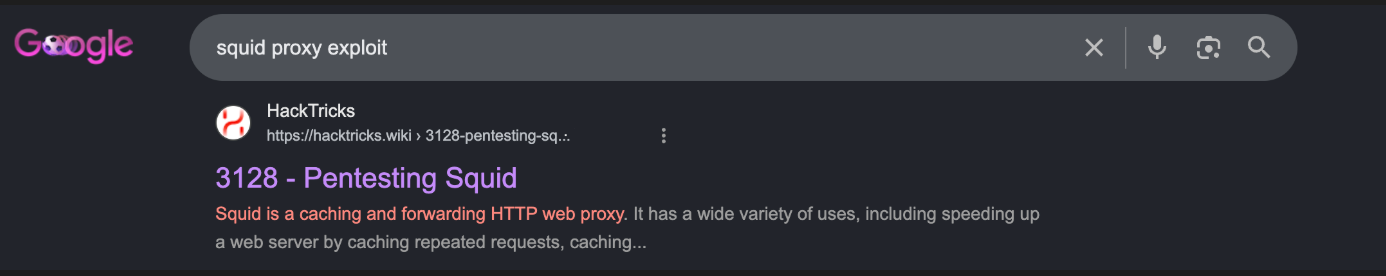 Google
squid proxy exploit
HackTricks
https://hacktricks.wiki › 3128-pentesting-sq...
3128 - Pentesting Squid
Squid is a caching and forwarding HTTP web proxy. It has a wide variety of uses, including speeding up
a web server by caching repeated requests, caching...